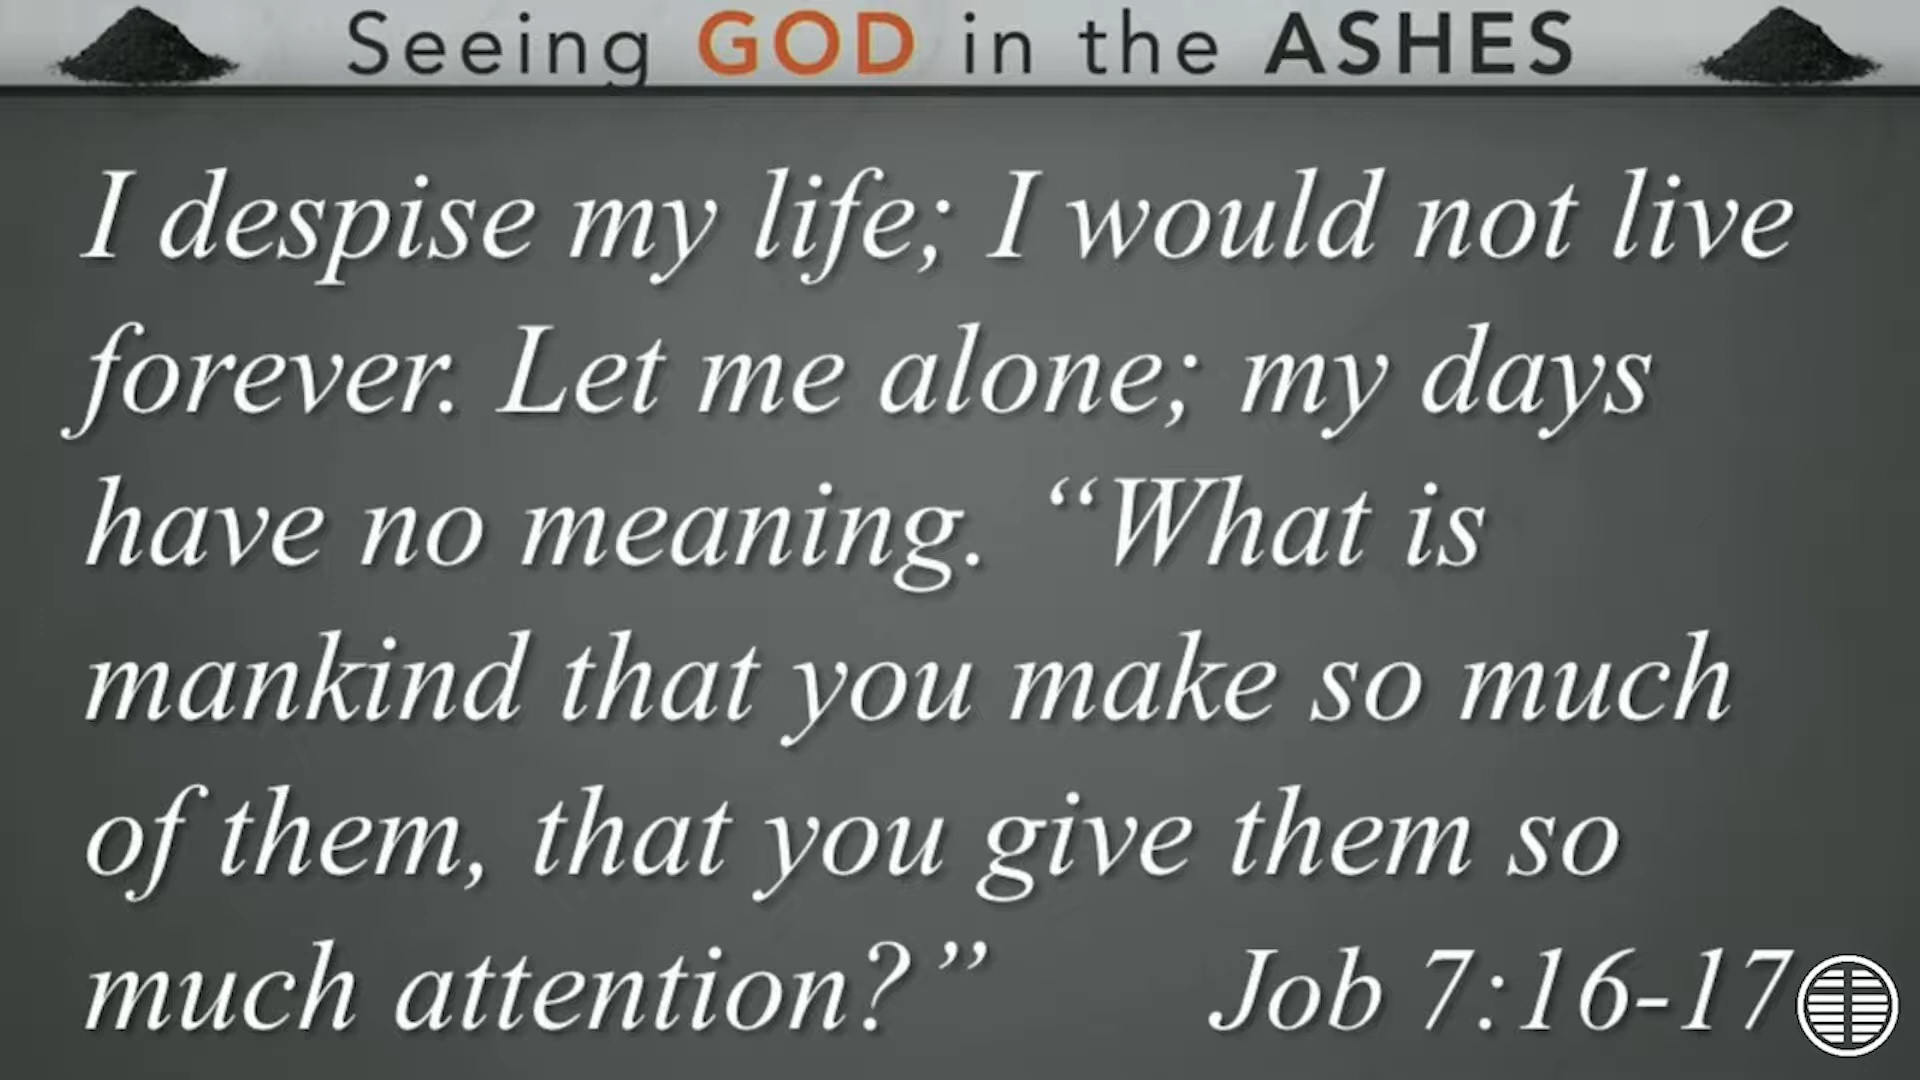 Seeing GOD in the ASHES
I despise my life; I would not live
forever. Let me alone; my days
have no meaning. “What is
mankind that you make so much
of them, that you give them so
much attention?” Job 7:16-17